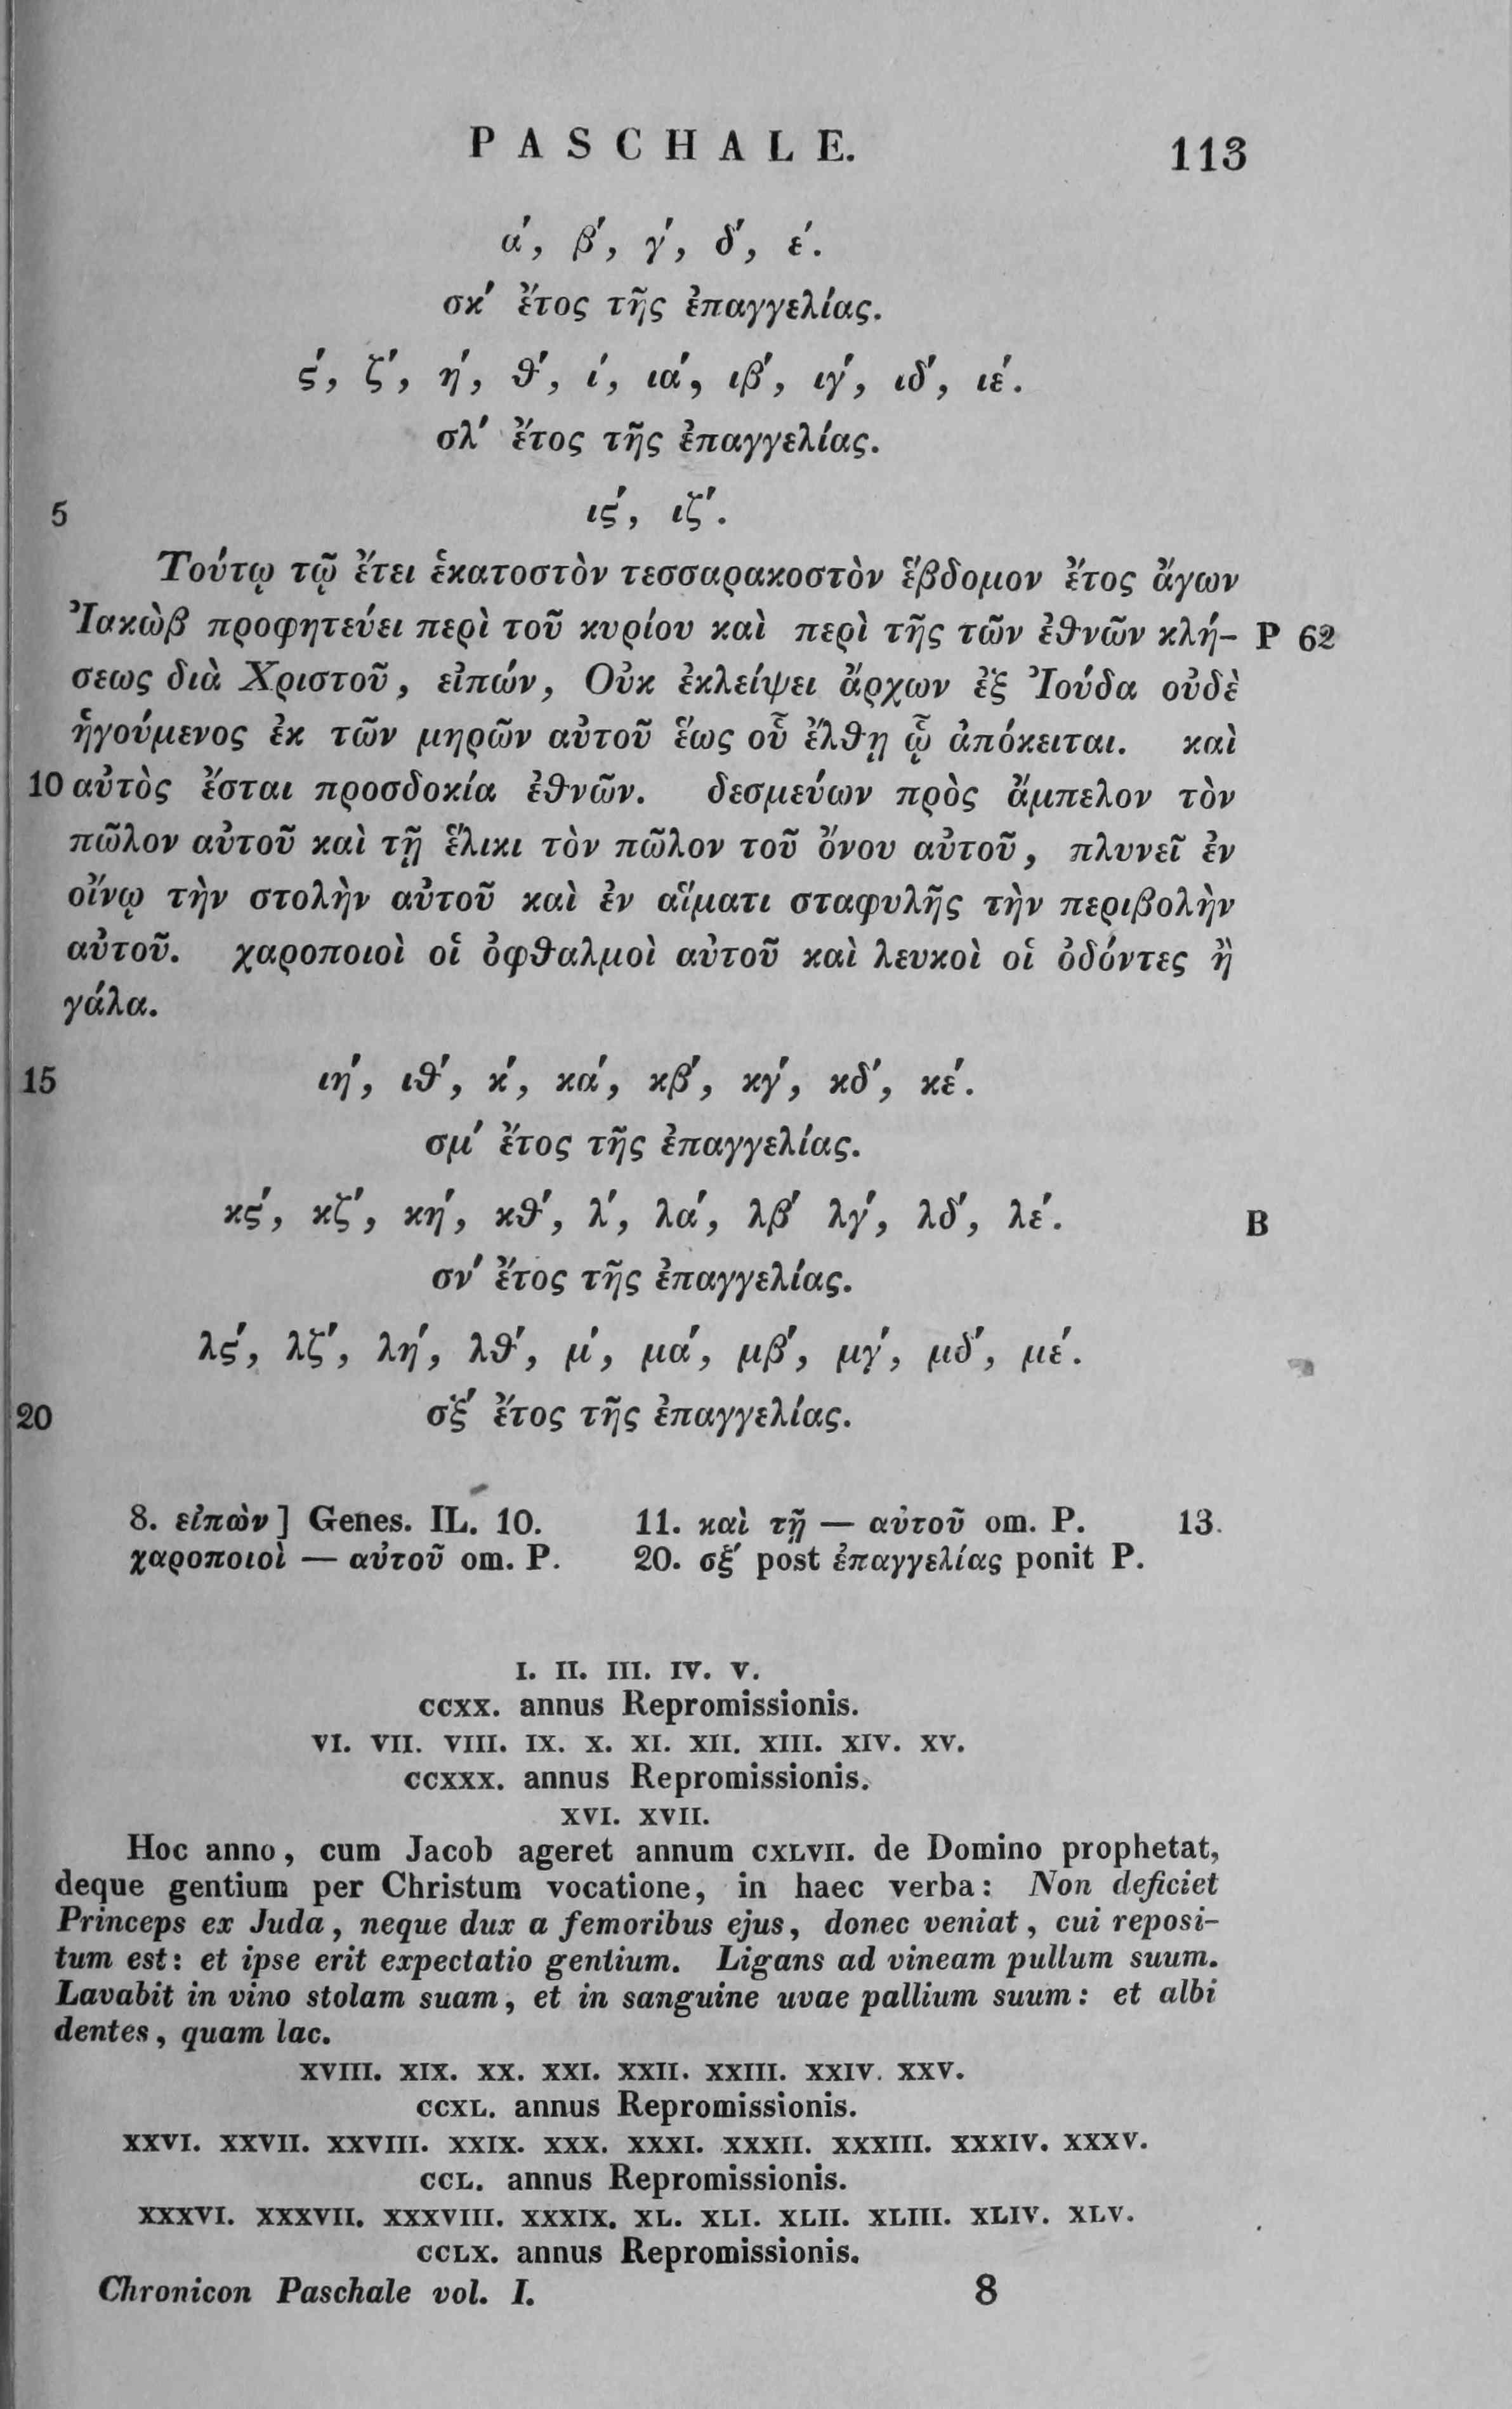 PASCHALE. 113
α΄, β΄, γ΄, δ΄, ε΄.
σκ΄ ἔτος τῆς ἐπαγγελίας.
ς΄, ζ΄, η΄, ϑ΄, ι΄, ια΄, ιβ΄, ιγ΄, ιδ΄, ιε΄.
σλ΄ ἔτος τῆς ἐπαγγελίας.
5 ις΄, ιζ΄.
Τούτῳ τῷ ἔτει ἑκατοστὸν τεσσαρακοστὸν ἕβδομον ἔτος ἄγων
Ἰακὼβ προφητεύει περὶ τοῦ κυρίου καὶ περὶ τῆς τῶν ἐϑνῶν κλή- P 62
σεως διὰ Χριστοῦ, εἰπών, Οὐκ ἐκλείψει ἄρχων ἐξ Ἰούδα οὐδὲ
ἡγούμενος ἐκ τῶν μηρῶν αὐτοῦ ἕως οὗ ἔλϑῃ ᾧ ἀπόκειται. καὶ
10 αὐτὸς ἔσται προσδοκία ἐϑνῶν. δεσμεύων πρὸς ἄμπελον τὸν
πῶλον αὐτοῦ καὶ τῇ ἕλικι τὸν πῶλον τοῦ ὄνου αὐτοῦ, πλυνεῖ ἐν
οἴνῳ τὴν στολὴν αὐτοῦ καὶ ἐν αἵματι σταφυλῆς τὴν περιβολὴν
αὐτοῦ. χαροποιοὶ οἱ ὀφϑαλμοὶ αὐτοῦ καὶ λευκοὶ οἱ ὀδόντες ἢ
γάλα.
15 ιη΄, ιϑ΄, κ΄, κα΄, κβ΄, κγ΄, κδ΄, κε΄.
σμ΄ ἔτος τῆς ἐπαγγελίας.
κς΄, κζ΄, κη΄, κϑ΄, λ΄, λα΄, λβ΄ λγ΄, λδ΄, λε΄. B
σν΄ ἔτος τῆς ἐπαγγελίας.
λς΄, λζ΄, λη΄, λϑ΄, μ΄, μα΄, μβ΄, μγ΄, μδ΄, με΄.
20 σξ΄ ἔτος τῆς ἐπαγγελίας.
8. εἰπὼν] Genes. IL. 10. 11. καὶ τῇ — αὐτοῦ om. P. 13.
χαροποιοὶ — αὐτοῦ om. P. 20. σξ΄ post ἐπαγγελίας ponit P.
I. II. III. IV. V.
CCXX. annus Repromissionis.
VI. VII. VIII. IX. X. XI. XII. XIII. XIV. XV.
CCXXX. annus Repromissionis.
XVI. XVII.
Hoc anno, cum Jacob ageret annum CXLVII. de Domino prophetat,
deque gentium per Christum vocatione, in haec verba: Non deficiet
Princeps ex Juda, neque dux a femoribus ejus, donec veniat, cui reposi-
tum est: et ipse erit expectatio gentium. Ligans ad vineam pullum suum.
Lavabit in vino stolam suam, et in sanguine uvae pallium suum: et albi
dentes, quam lac.
XVIII. XIX. XX. XXI. XXII. XXIII. XXIV. XXV.
CCXL. annus Repromissionis.
XXVI. XXVII. XXVIII. XXIX. XXX. XXXI. XXXII. XXXIII. XXXIV. XXXV.
CCL. annus Repromissionis.
XXXVI. XXXVII. XXXVIII. XXXIX. XL. XLI. XLII. XLIII. XLIV. XLV.
CCLX. annus Repromissionis.
Chronicon Paschale vol. I. 8